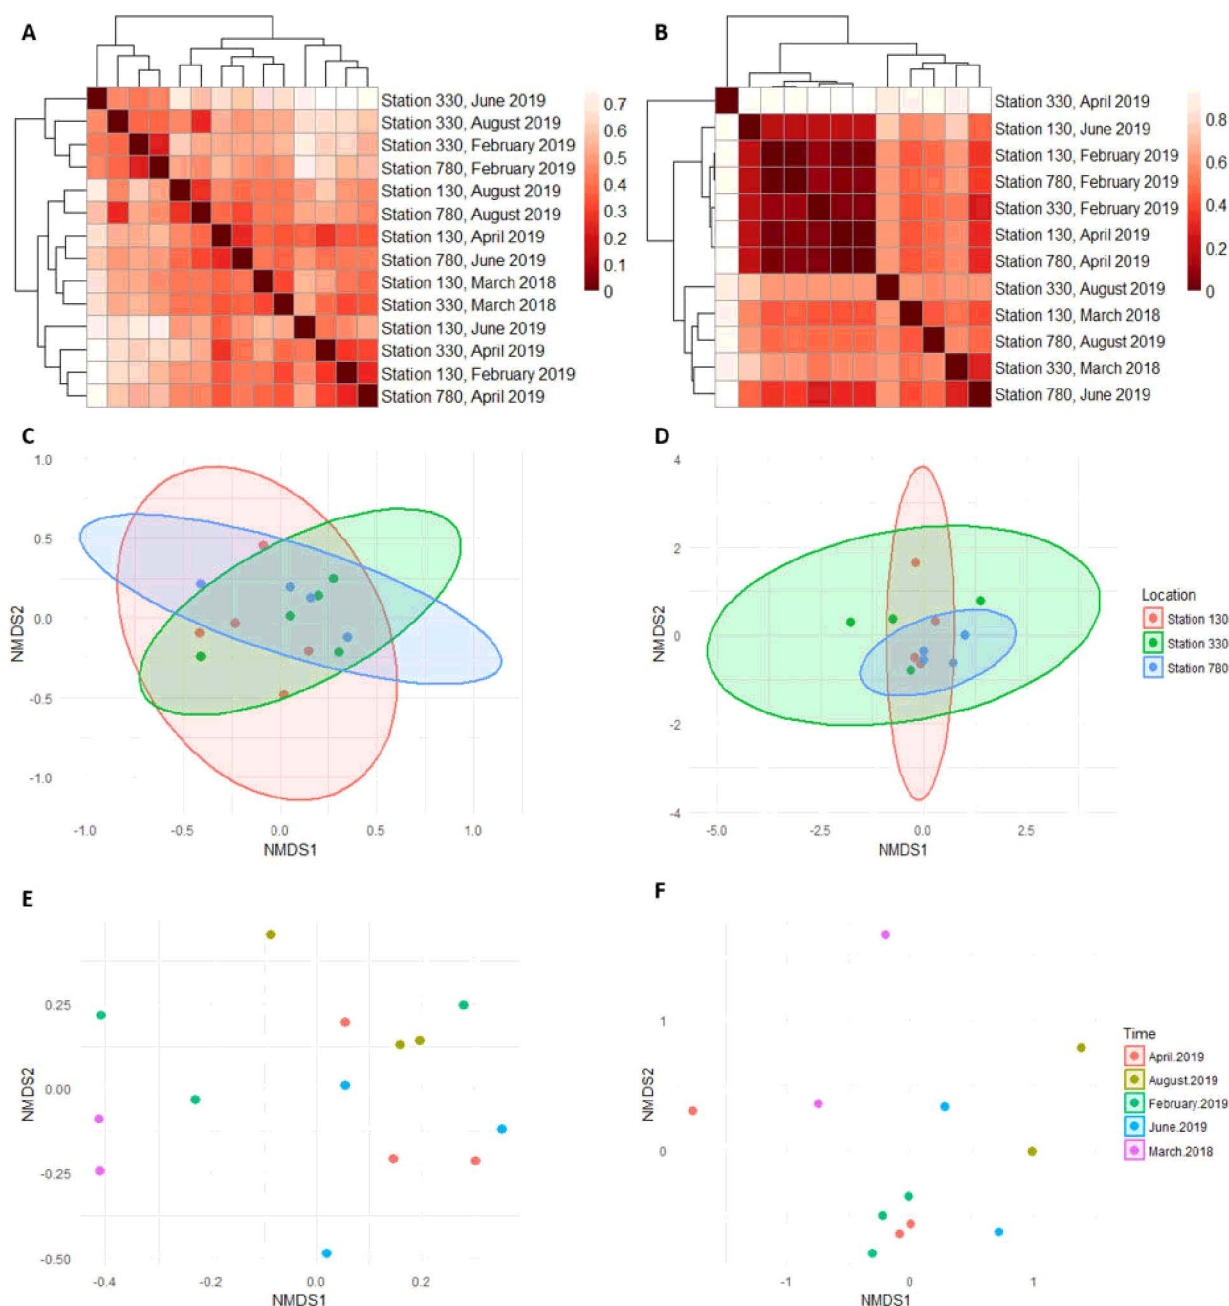 A
Station 330, June 2019
Station 330, August 2019
Station 330, February 2019
Station 780, February 2019
Station 130, August 2019
Station 780, August 2019
Station 130, April 2019
Station 780, June 2019
Station 130, March 2018
Station 330, March 2018
Station 130, June 2019
Station 330, April 2019
Station 130, February 2019
Station 780, April 2019
0.7
0.6
0.5
0.4
0.3
0.2
0.1
0
B
Station 330, April 2019
Station 130, June 2019
Station 130, February 2019
Station 780, February 2019
Station 330, February 2019
Station 130, April 2019
Station 780, April 2019
Station 330, August 2019
Station 130, March 2018
Station 780, August 2019
Station 330, March 2018
Station 780, June 2019
0.8
0.6
0.4
0.2
0
C
1.0
0.5
0.0
-0.5
-1.0
NMDS2
-1.0 -0.5 0.0 0.5 1.0
NMDS1
D
4
2
0
-2
-4
NMDS2
-5.0 -2.5 0.0 2.5
NMDS1
Location
Station 130
Station 330
Station 780
E
0.25
0.00
-0.25
-0.50
NMDS2
-0.4 -0.2 0.0 0.2
NMDS1
F
1
0
NMDS2
-1 0 1
NMDS1
Time
April.2019
August.2019
February.2019
June.2019
March.2018